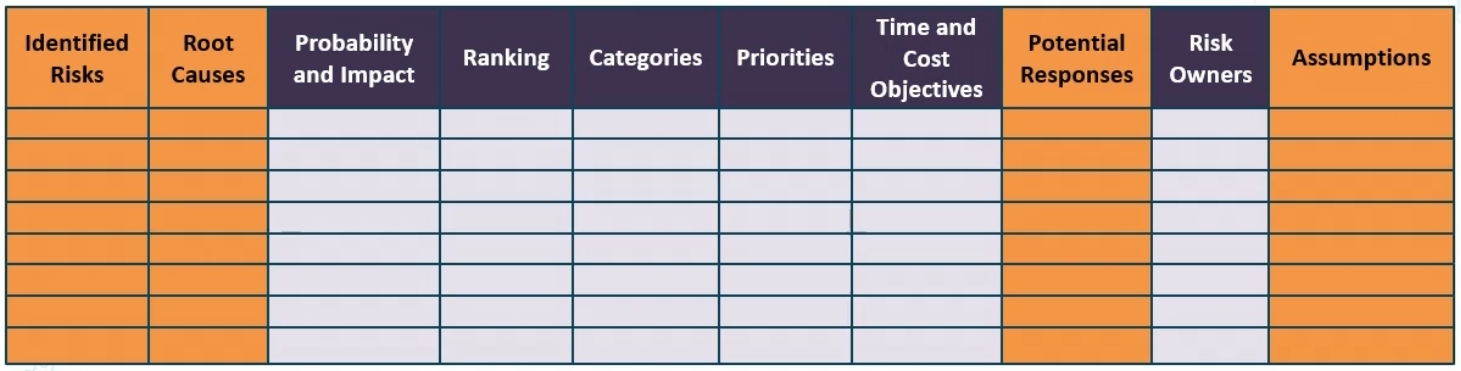 Identified
Risks
Root
Causes
Probability
and Impact
Ranking
Categories
Priorities
Time and
Cost
Objectives
Potential
Responses
Risk
Owners
Assumptions